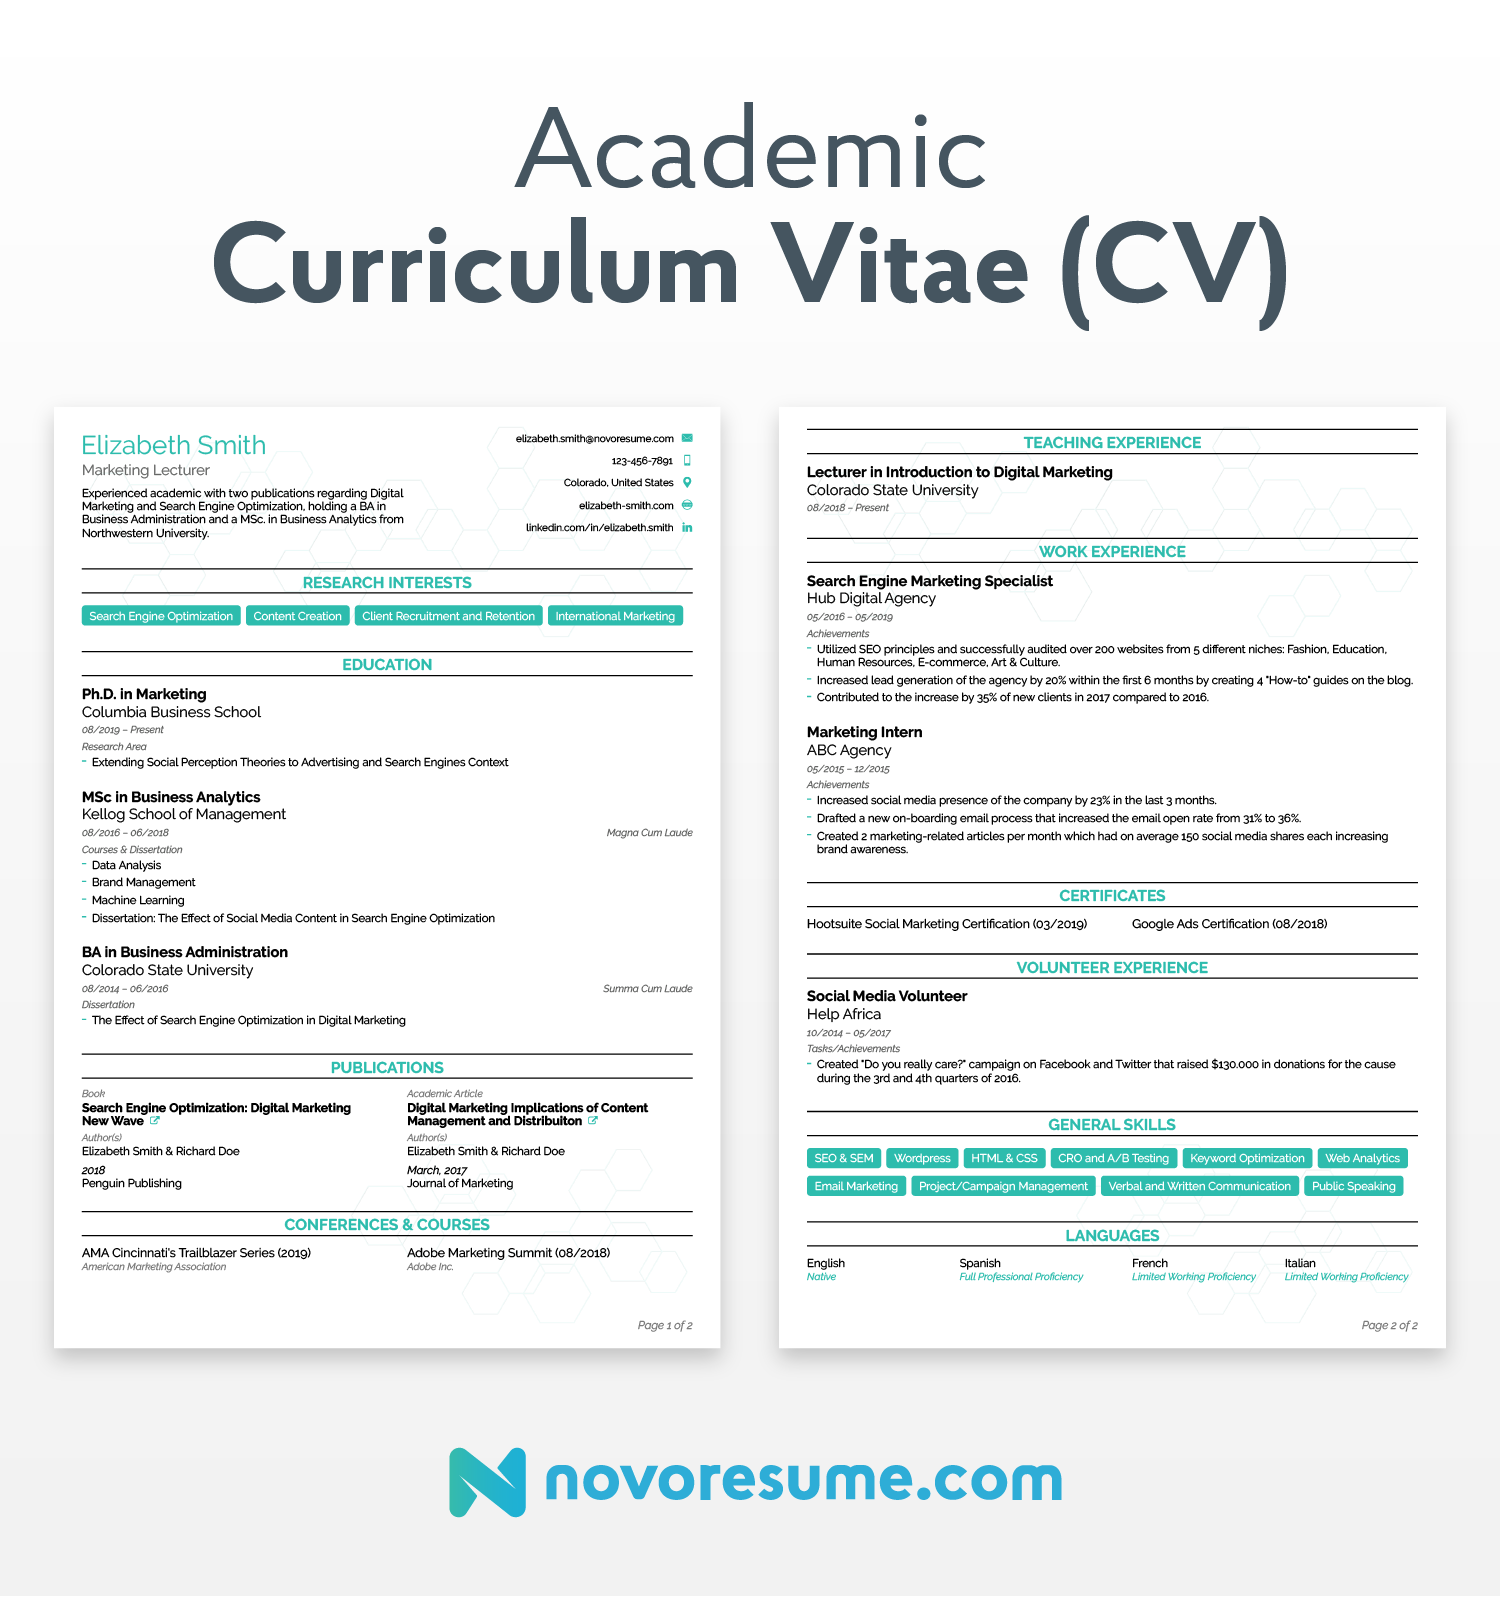 Academic
Curriculum Vitae (CV)
Elizabeth Smith
Marketing Lecturer
Experienced academic with two publications regarding Digital
Marketing and Search Engine Optimization, holding a BA in
Business Administration and a MSc. in Business Analytics from
Northwestern University.
elizabeth.smith@novoresume.com
123-456-7891
Colorado, United States
elizabeth-smith.com
linkedin.com/in/elizabeth.smith
RESEARCH INTERESTS
Search Engine Optimization Content Creation Client Recruitment and Retention International Marketing
EDUCATION
Ph.D. in Marketing
Columbia Business School
08/2019 – Present
Research Area
- Extending Social Perception Theories to Advertising and Search Engines Context
MSc in Business Analytics
Kellog School of Management
08/2016 – 06/2018 Magna Cum Laude
Courses & Dissertation
- Data Analysis
- Brand Management
- Machine Learning
- Dissertation: The Effect of Social Media Content in Search Engine Optimization
BA in Business Administration
Colorado State University
08/2014 – 06/2016 Summa Cum Laude
Dissertation
- The Effect of Search Engine Optimization in Digital Marketing
PUBLICATIONS
Book
Search Engine Optimization: Digital Marketing
New Wave
Author(s)
Elizabeth Smith & Richard Doe
2018
Penguin Publishing
Academic Article
Digital Marketing Implications of Content
Management and Distribuiton
Author(s)
Elizabeth Smith & Richard Doe
March, 2017
Journal of Marketing
CONFERENCES & COURSES
AMA Cincinnati's Trailblazer Series (2019)
American Marketing Association
Adobe Marketing Summit (08/2018)
Adobe Inc.
Page 1 of 2
TEACHING EXPERIENCE
Lecturer in Introduction to Digital Marketing
Colorado State University
08/2018 – Present
WORK EXPERIENCE
Search Engine Marketing Specialist
Hub Digital Agency
05/2016 – 05/2019
Achievements
- Utilized SEO principles and successfully audited over 200 websites from 5 different niches: Fashion, Education,
Human Resources, E-commerce, Art & Culture.
- Increased lead generation of the agency by 20% within the first 6 months by creating 4 "How-to" guides on the blog.
- Contributed to the increase by 35% of new clients in 2017 compared to 2016.
Marketing Intern
ABC Agency
05/2015 – 12/2015
Achievements
- Increased social media presence of the company by 23% in the last 3 months.
- Drafted a new on-boarding email process that increased the email open rate from 31% to 36%.
- Created 2 marketing-related articles per month which had on average 150 social media shares each increasing
brand awareness.
CERTIFICATES
Hootsuite Social Marketing Certification (03/2019) Google Ads Certification (08/2018)
VOLUNTEER EXPERIENCE
Social Media Volunteer
Help Africa
10/2014 – 05/2017
Tasks/Achievements
- Created "Do you really care?" campaign on Facebook and Twitter that raised $130.000 in donations for the cause
during the 3rd and 4th quarters of 2016.
GENERAL SKILLS
SEO & SEM Wordpress HTML & CSS CRO and A/B Testing Keyword Optimization Web Analytics
Email Marketing Project/Campaign Management Verbal and Written Communication Public Speaking
LANGUAGES
English Spanish French Italian
Native Full Professional Proficiency Limited Working Proficiency Limited Working Proficiency
Page 2 of 2
novoresume.com